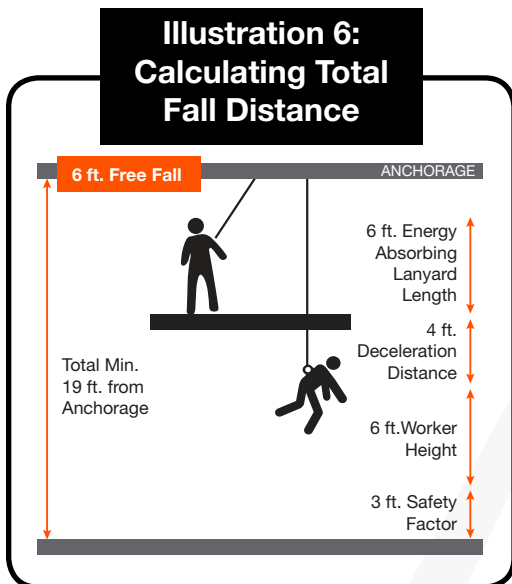 Illustration 6:
Calculating Total
Fall Distance
6 ft. Free Fall
ANCHORAGE
6 ft. Energy
Absorbing
Lanyard
Length
4 ft.
Deceleration
Distance
Total Min.
19 ft. from
Anchorage
6 ft.Worker
Height
3 ft. Safety
Factor